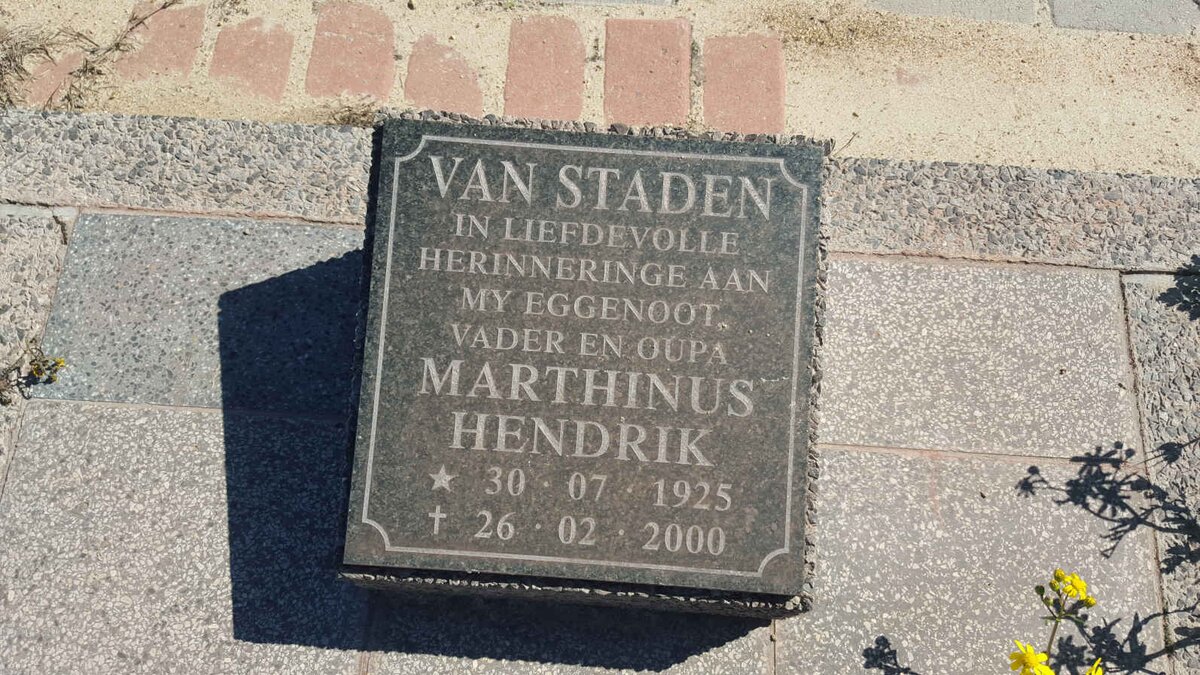 VAN STADEN
IN LIEFDEVOLLE
HERINNERINGE AAN
MY EGGENOOT,
VADER EN OUPA
MARTHINUS
HENDRIK
★ 30 · 07 · 1925
✝ 26 · 02 · 2000